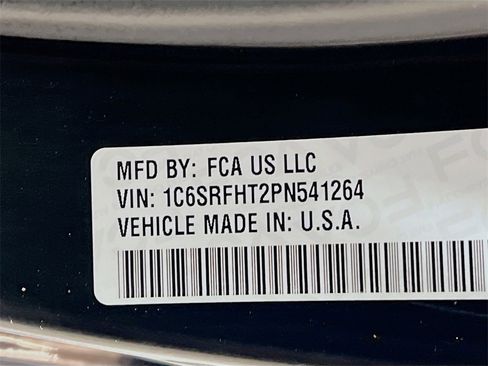 MFD BY: FCA US LLC
VIN: 1C6SRFHT2PN541264
VEHICLE MADE IN: U.S.A.